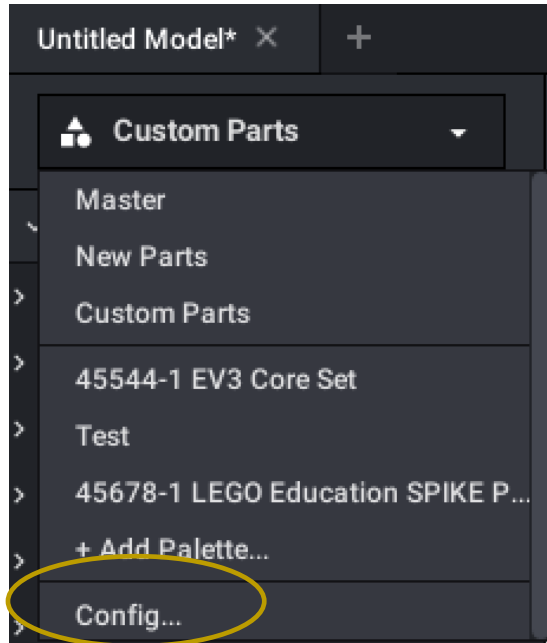 Untitled Model*
Custom Parts
Master
New Parts
Custom Parts
45544-1 EV3 Core Set
Test
45678-1 LEGO Education SPIKE P...
+ Add Palette...
Config...